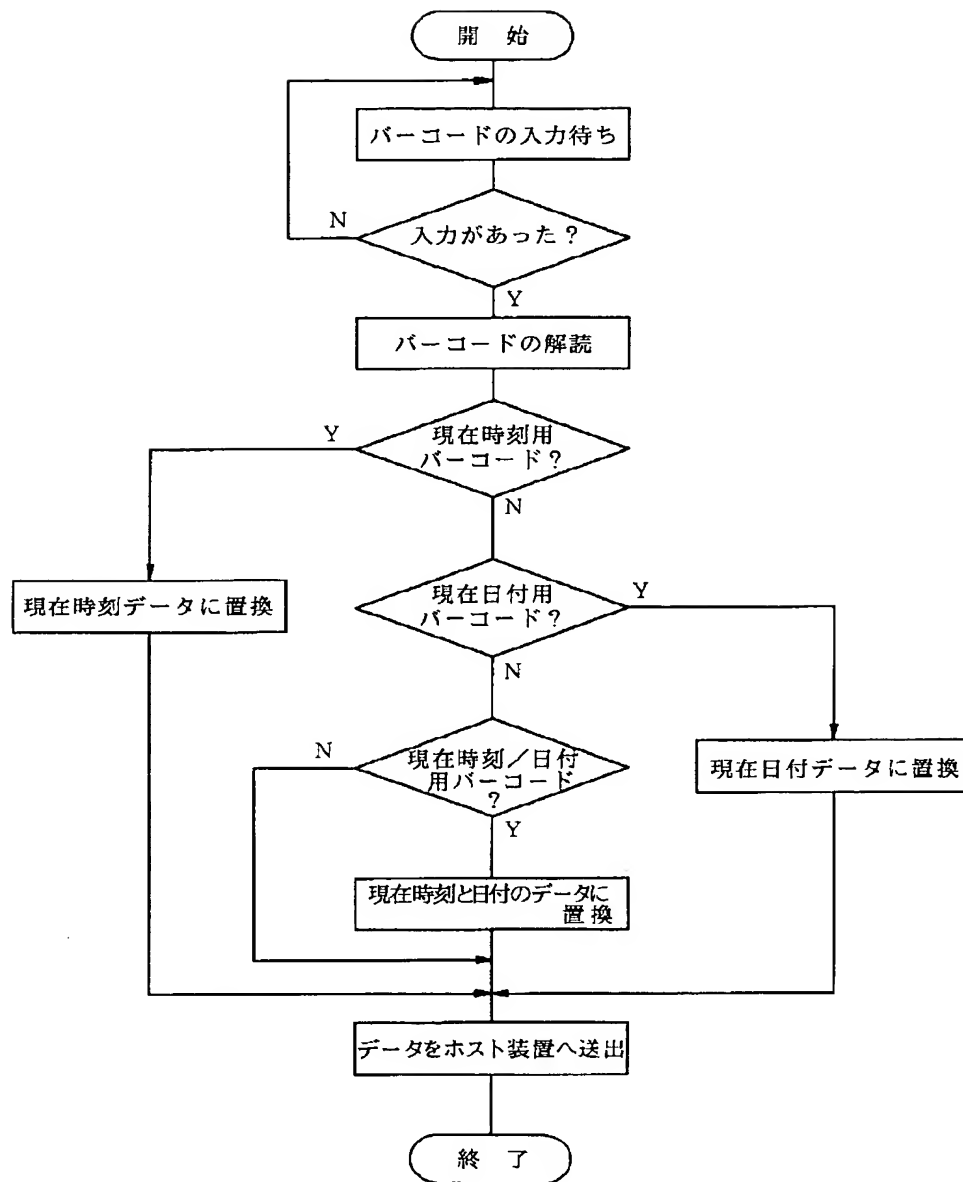 開 始
バーコードの入力待ち
N
入力があった?
Y
バーコードの解読
Y
現在時刻用
バーコード?
N
現在時刻データに置換
現在日付用
バーコード?
Y
N
N
現在時刻/日付
用バーコード
?
Y
現在日付データに置換
現在時刻と日付のデータに
置換
データをホスト装置へ送出
終 了